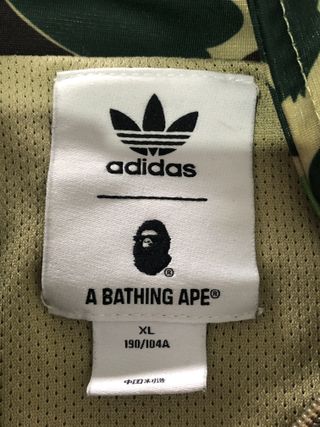 adidas
®
A BATHING APE®
XL
190/104A